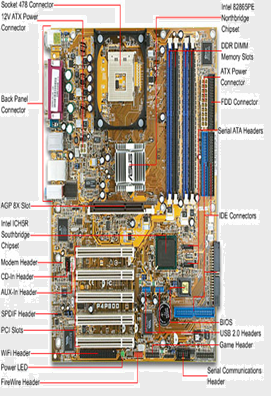 Socket 478 Connector
12V ATX Power
Connector
Back Panel
Connector
AGP 8X Slot
Intel ICH5R
Southbridge
Chipset
Modem Header
CD-In Header
AUX-In Header
SPDIF Header
PCI Slots
WiFi Header
Power LED
FireWire Header
Intel 82865PE
Northbridge
Chipset
DDR DIMM
Memory Slots
ATX Power
Connector
FDD Connector
Serial ATA Headers
IDE Connectors
BIOS
USB 2.0 Headers
Game Header
Serial Communications
Header
ASUS
P4P800